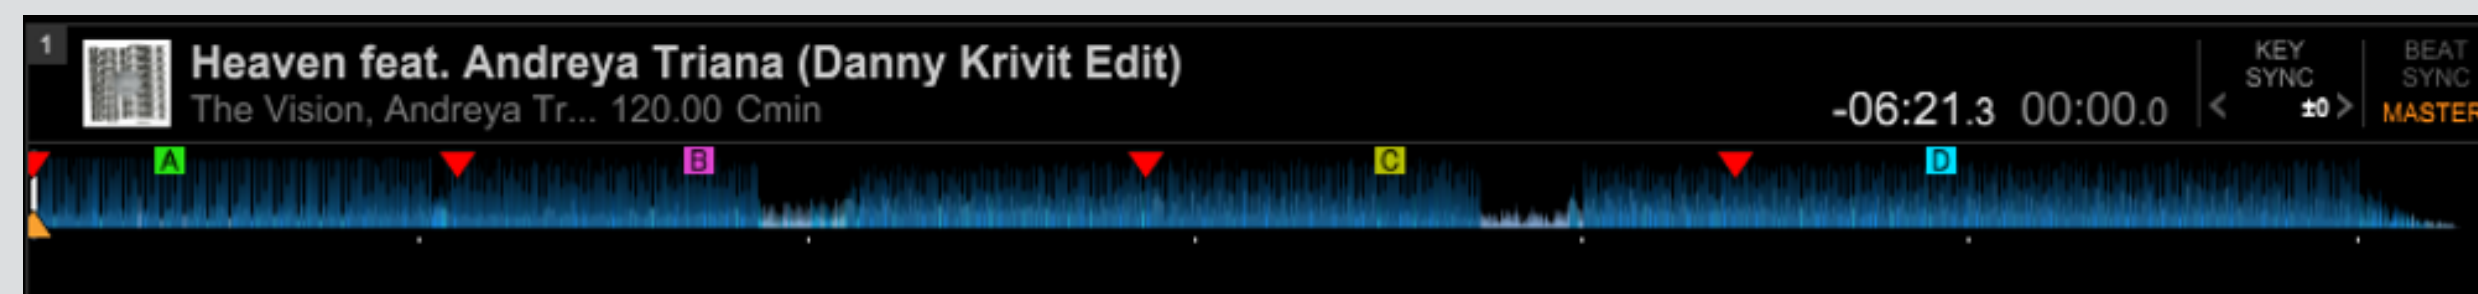 1
Heaven feat. Andreya Triana (Danny Krivit Edit)
The Vision, Andreya Tr... 120.00 Cmin
-06:21.3 00:00.0
KEY
SYNC
< ±0 >
BEAT
SYNC
MASTER
A B C D